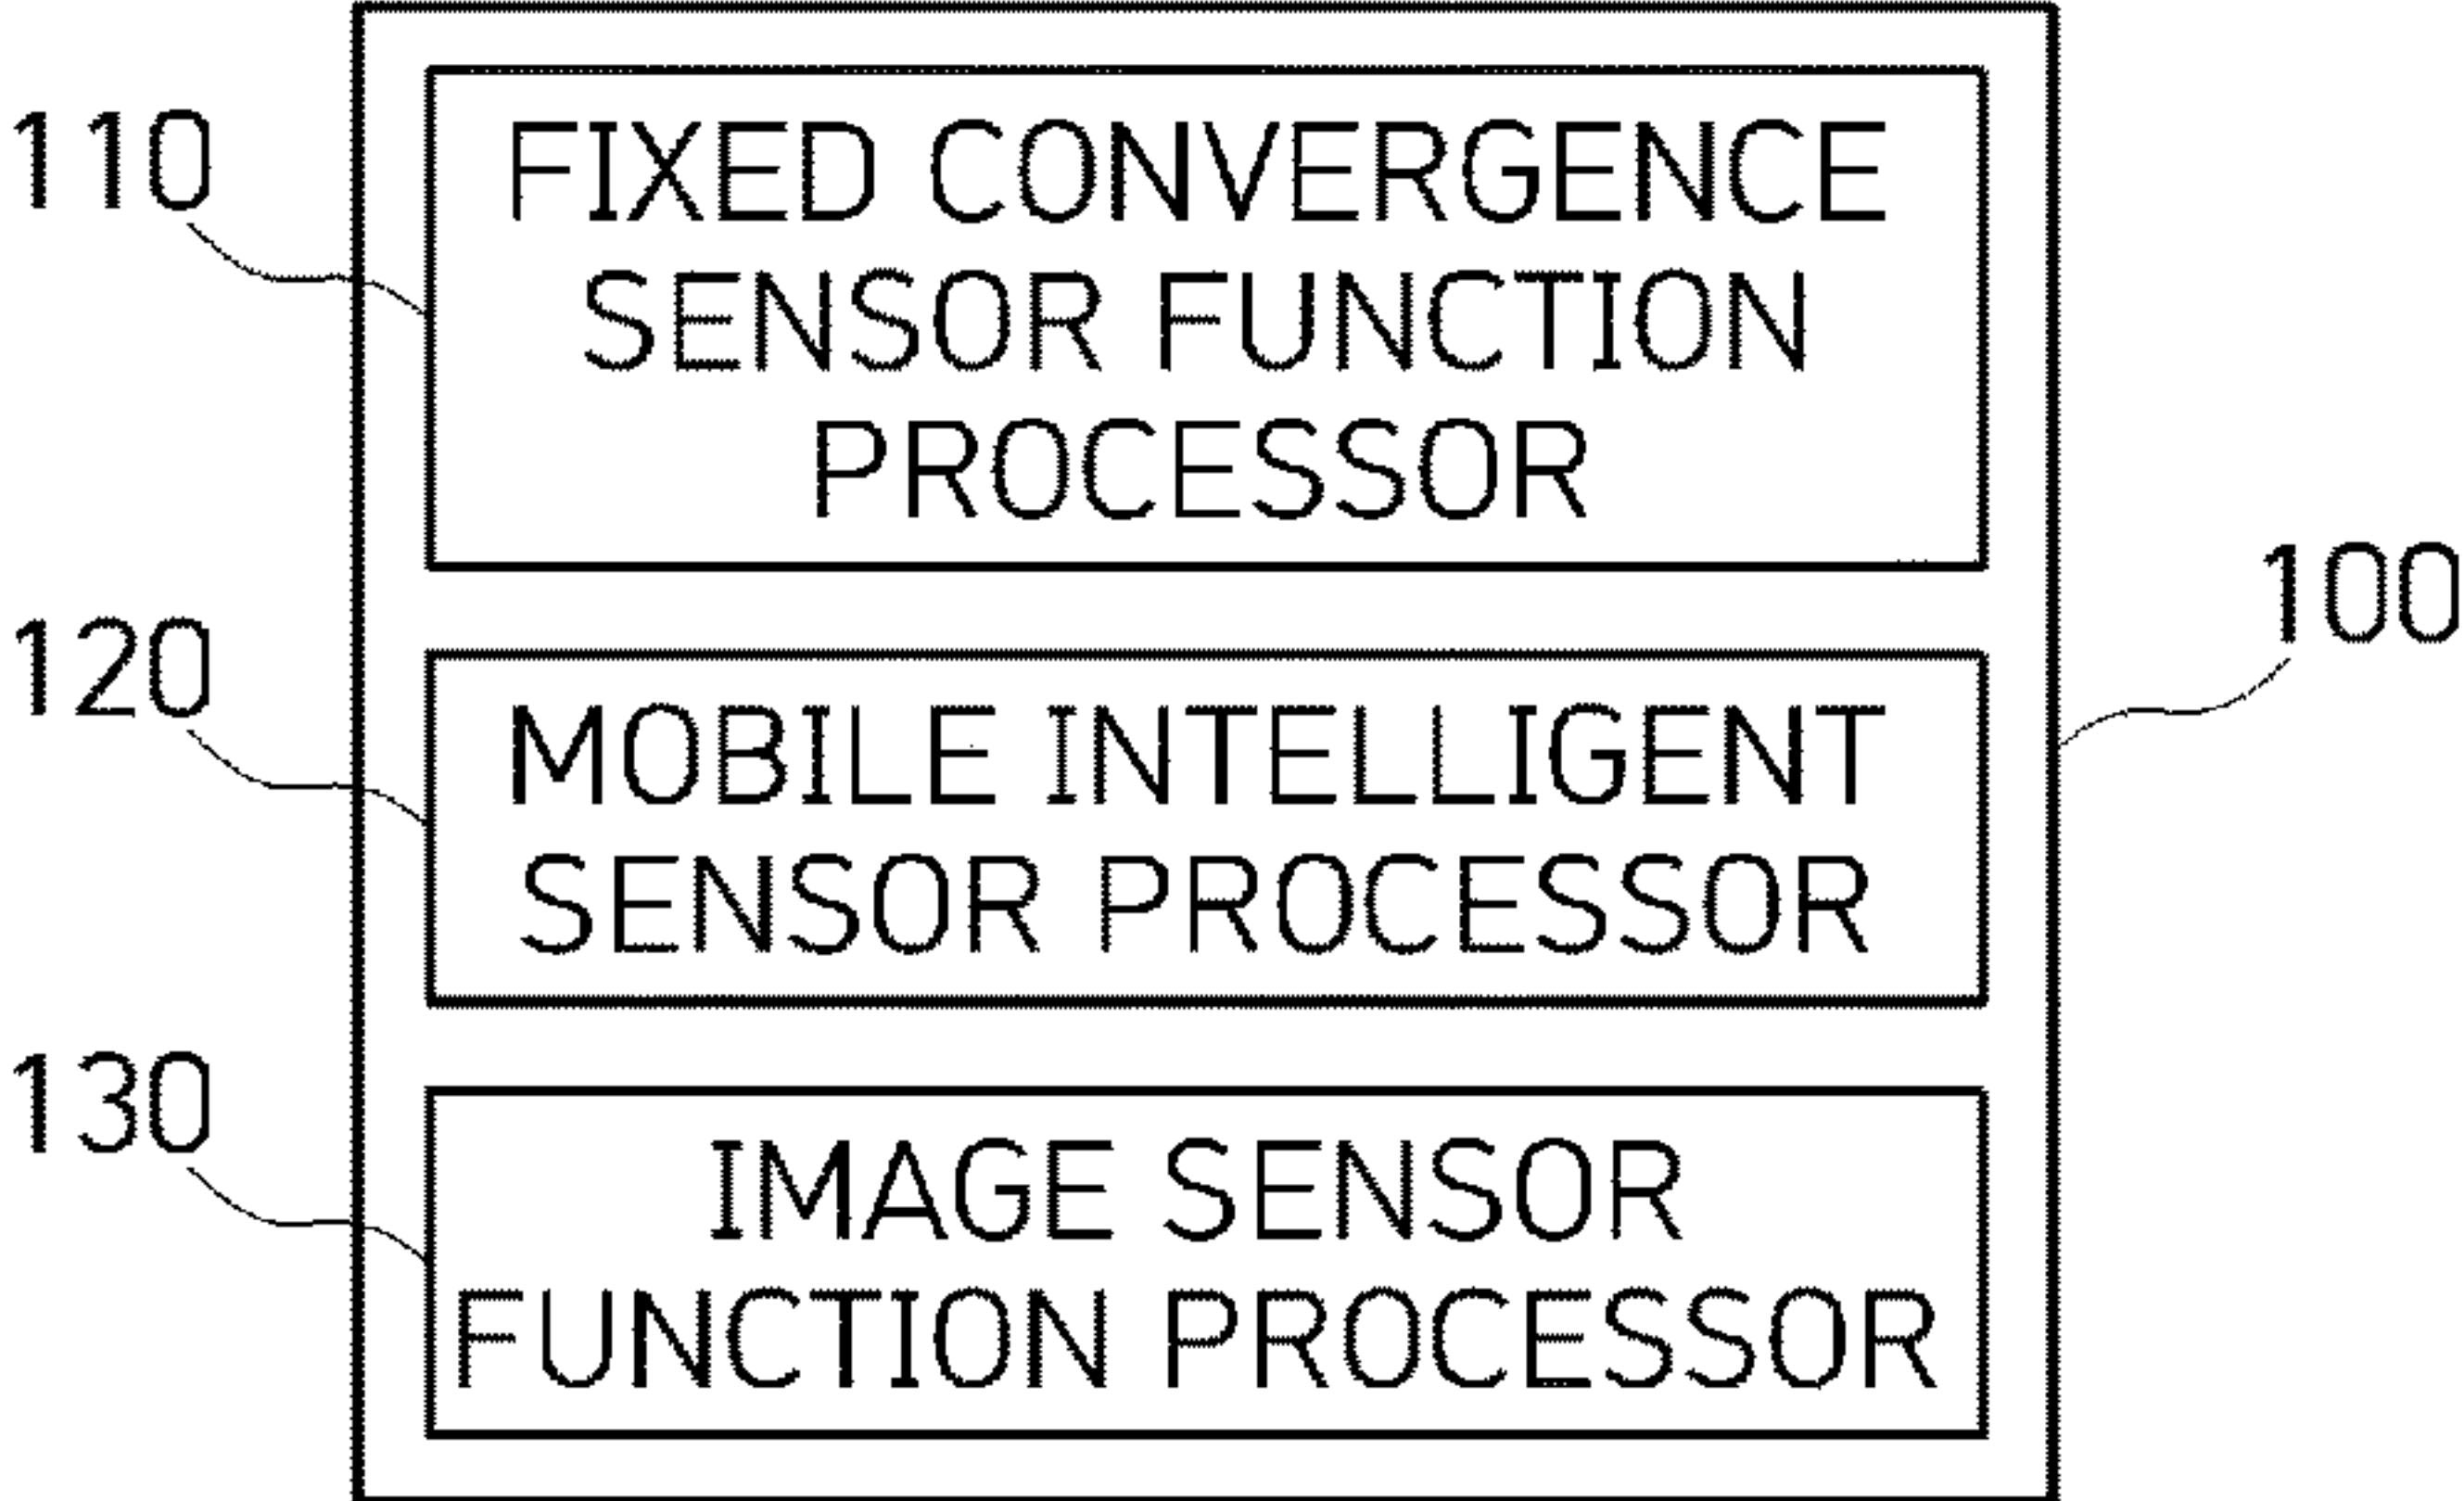 110
FIXED CONVERGENCE
SENSOR FUNCTION
PROCESSOR
100
120
MOBILE INTELLIGENT
SENSOR PROCESSOR
130
IMAGE SENSOR
FUNCTION PROCESSOR